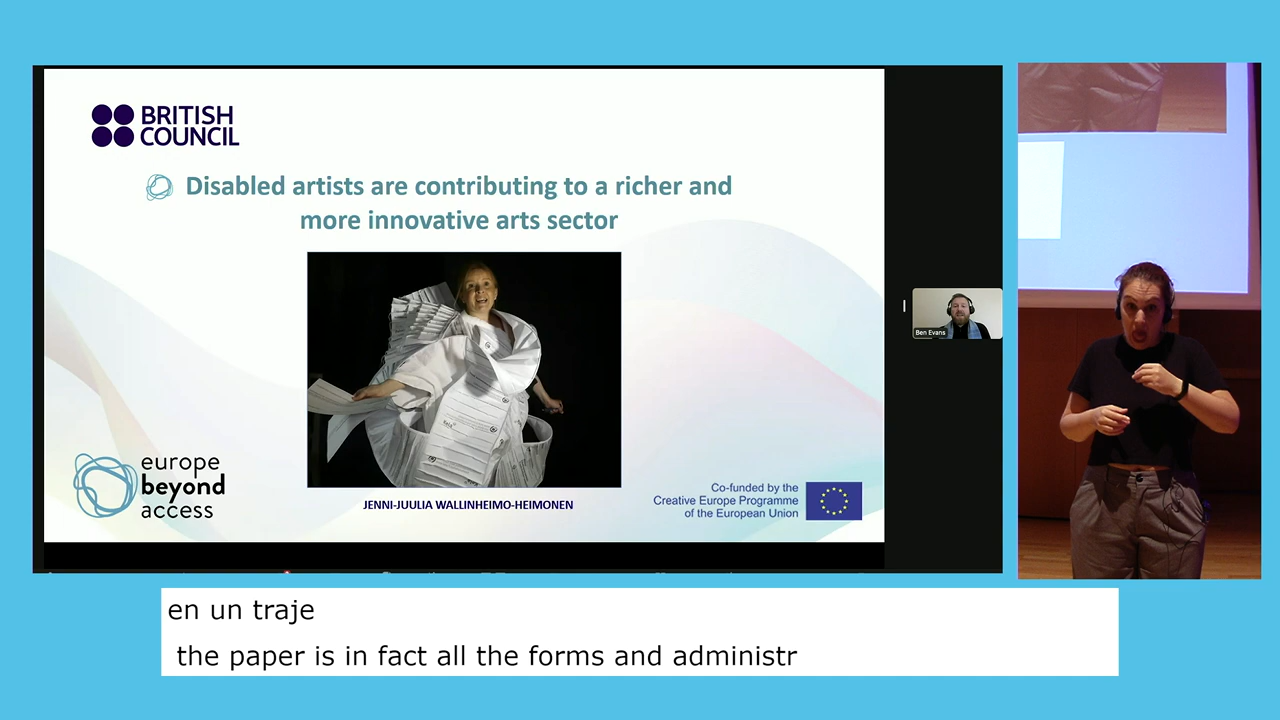 BRITISH
COUNCIL
Disabled artists are contributing to a richer and
more innovative arts sector
JENNI-JUULIA WALLINHEIMO-HEIMONEN
europe
beyond
access
Co-funded by the
Creative Europe Programme
of the European Union
Ben Evans
en un traje
the paper is in fact all the forms and administr